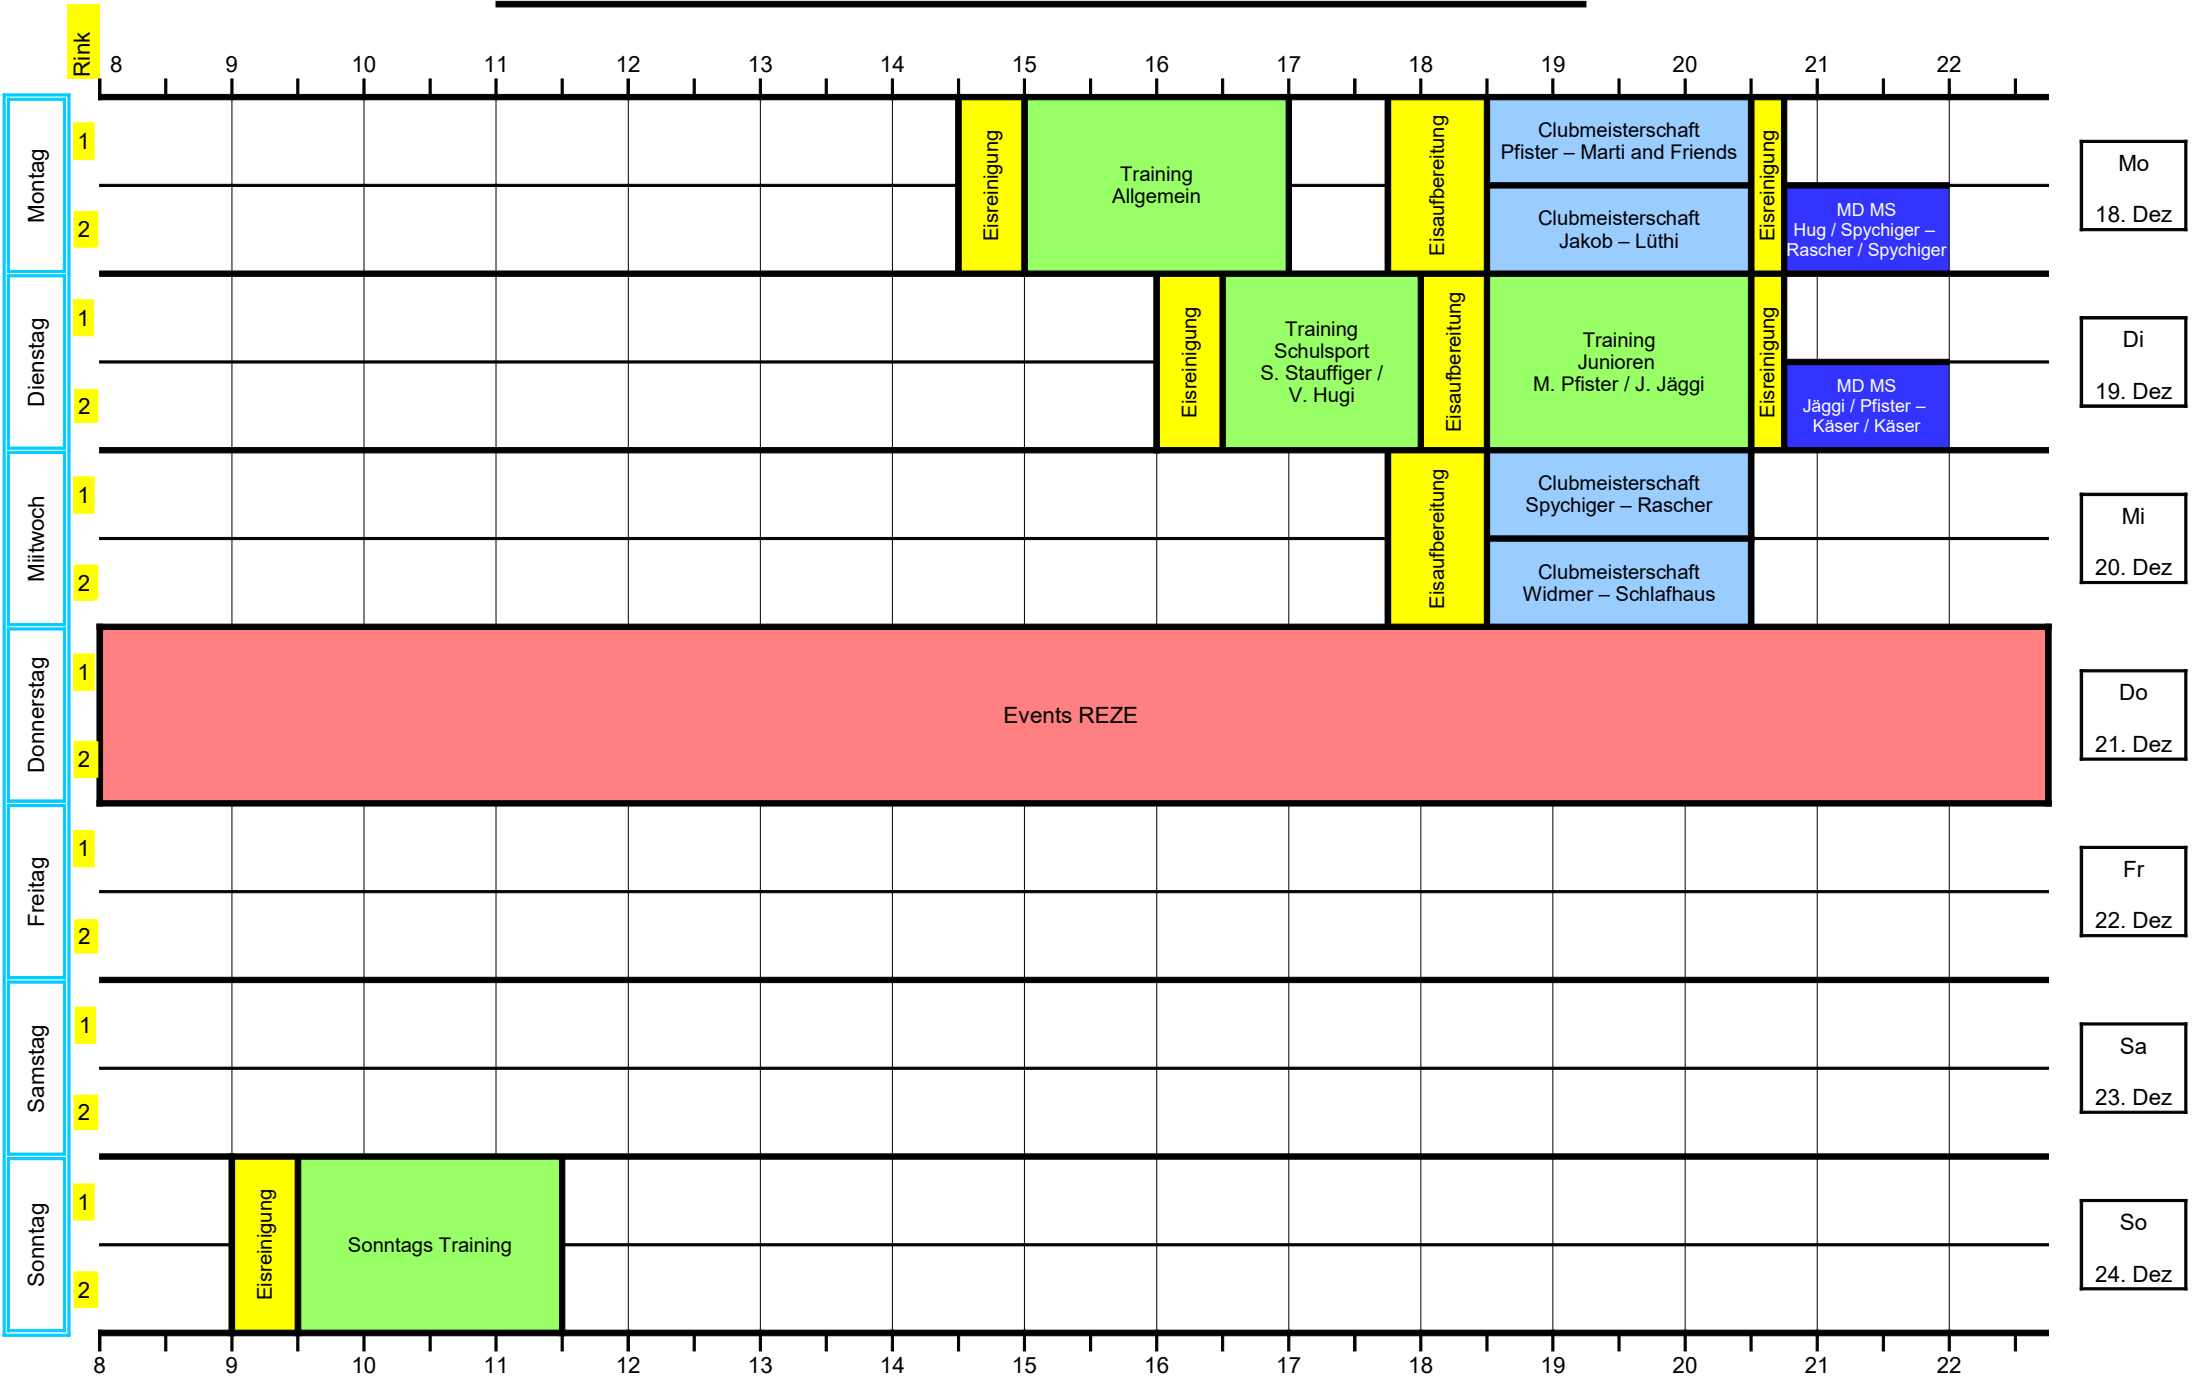 Rink
8 9 10 11 12 13 14 15 16 17 18 19 20 21 22
Montag
1
2
Eisreinigung
Training
Allgemein
Eisaufbereitung
Clubmeisterschaft
Pfister – Marti and Friends
Clubmeisterschaft
Jakob – Lüthi
Eisreinigung
MD MS
Hug / Spychiger –
Rascher / Spychiger
Mo
18. Dez
Dienstag
1
2
Eisreinigung
Training
Schulsport
S. Stauffiger /
V. Hugi
Eisaufbereitung
Training
Junioren
M. Pfister / J. Jäggi
Eisreinigung
MD MS
Jäggi / Pfister –
Käser / Käser
Di
19. Dez
Mitwoch
1
2
Eisaufbereitung
Clubmeisterschaft
Spychiger – Rascher
Clubmeisterschaft
Widmer – Schlafhaus
Mi
20. Dez
Donnerstag
1
2
Events REZE
Do
21. Dez
Freitag
1
2
Fr
22. Dez
Samstag
1
2
Sa
23. Dez
Sonntag
1
2
Eisreinigung
Sonntags Training
So
24. Dez
8 9 10 11 12 13 14 15 16 17 18 19 20 21 22